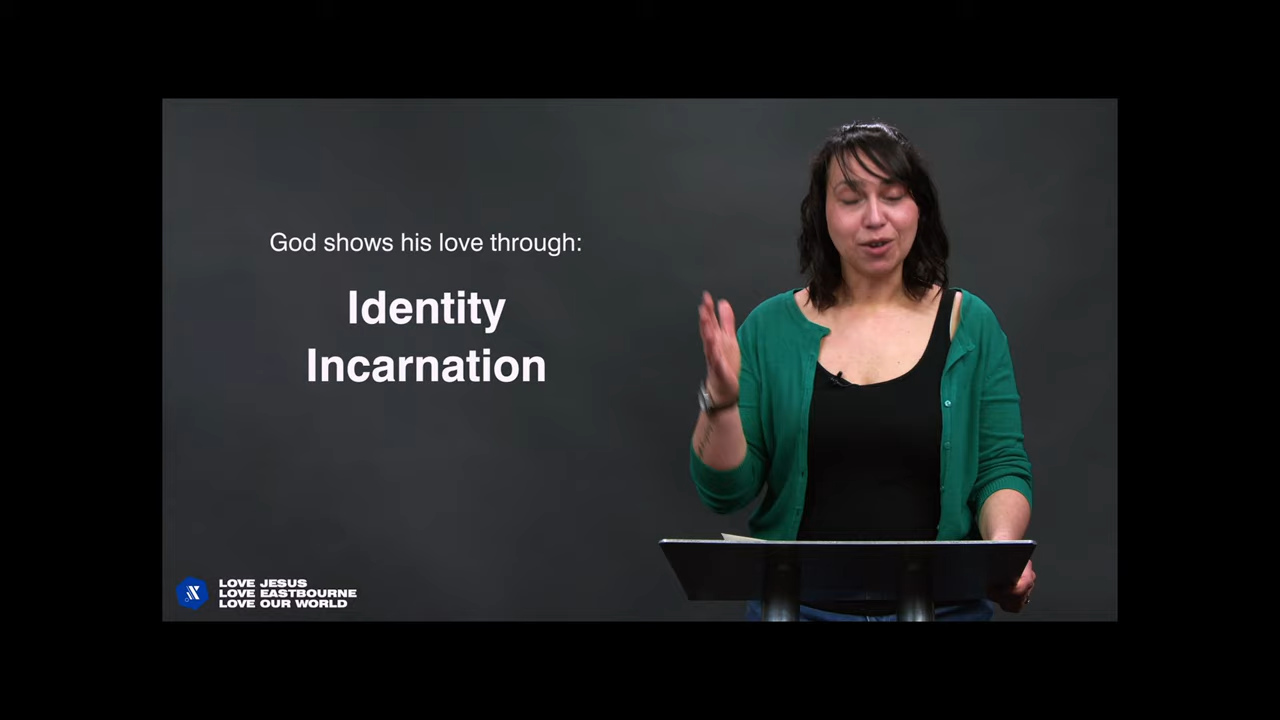 God shows his love through:
Identity
Incarnation
LOVE JESUS
LOVE EASTBOURNE
LOVE OUR WORLD